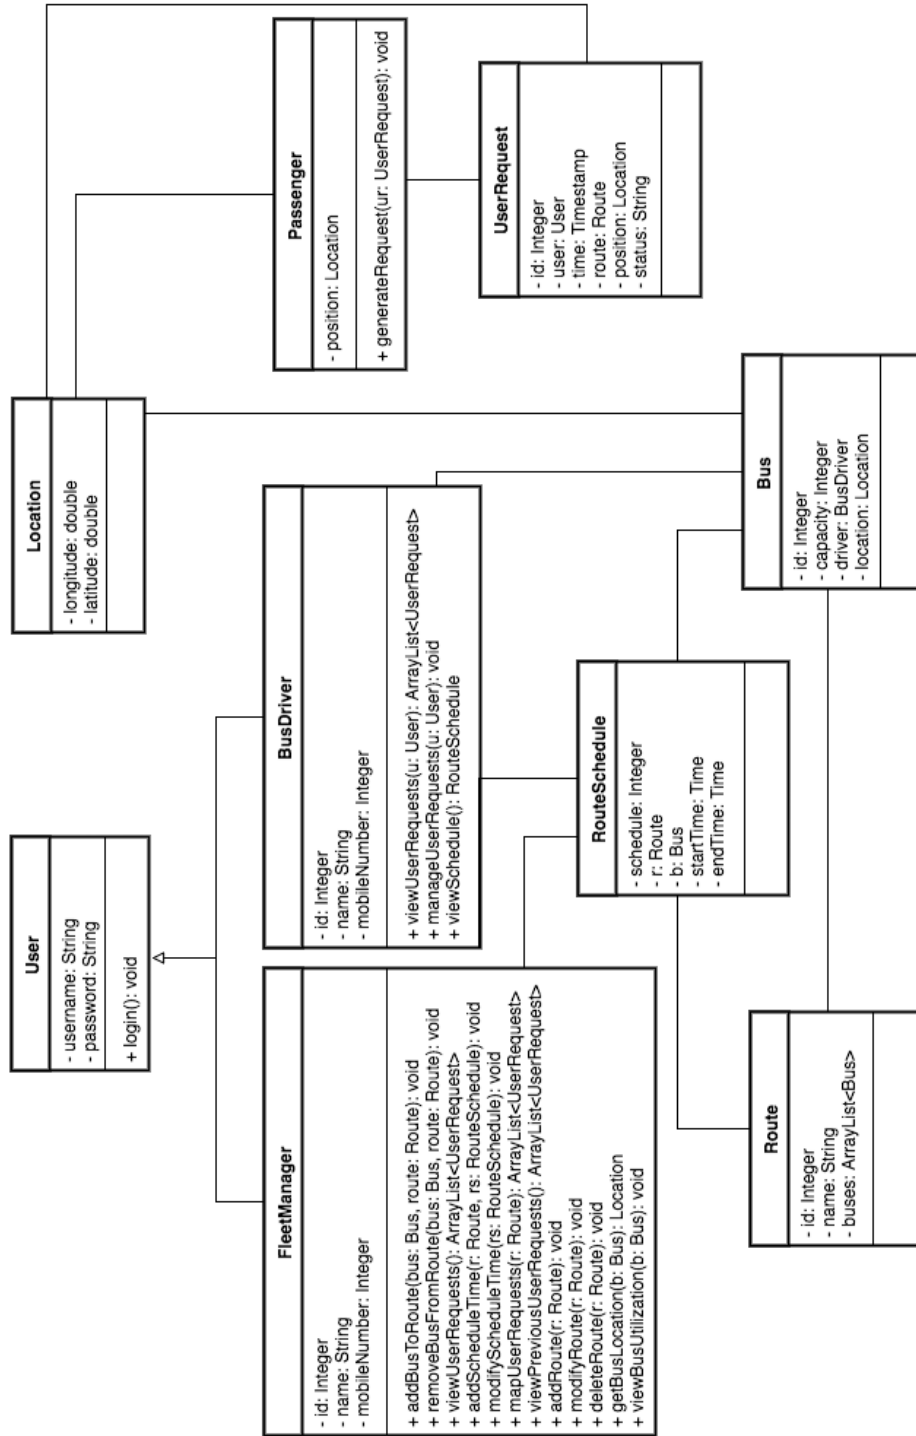 User
- username: String
- password: String
+ login(): void
Location
- longitude: double
- latitude: double
FleetManager
- id: Integer
- name: String
- mobileNumber: Integer
+ addBusToRoute(bus: Bus, route: Route): void
+ removeBusFromRoute(bus: Bus, route: Route): void
+ viewUserRequests(): ArrayList<UserRequest>
+ addScheduleTime(r: Route, rs: RouteSchedule): void
+ modifyScheduleTime(rs: RouteSchedule): void
+ mapUserRequests(r: Route): ArrayList<UserRequest>
+ viewPreviousUserRequests(): ArrayList<UserRequest>
+ addRoute(r: Route): void
+ modifyRoute(r: Route): void
+ deleteRoute(r: Route): void
+ getBusLocation(b: Bus): Location
+ viewBusUtilization(b: Bus): void
BusDriver
- id: Integer
- name: String
- mobileNumber: Integer
+ viewUserRequests(u: User): ArrayList<UserRequest>
+ manageUserRequests(u: User): void
+ viewSchedule(): RouteSchedule
Passenger
- position: Location
+ generateRequest(ur: UserRequest): void
UserRequest
- id: Integer
- user: User
- time: Timestamp
- route: Route
- position: Location
- status: String
RouteSchedule
- schedule: Integer
- r: Route
- b: Bus
- startTime: Time
- endTime: Time
Route
- id: Integer
- name: String
- buses: ArrayList<Bus>
Bus
- id: Integer
- capacity: Integer
- driver: BusDriver
- location: Location